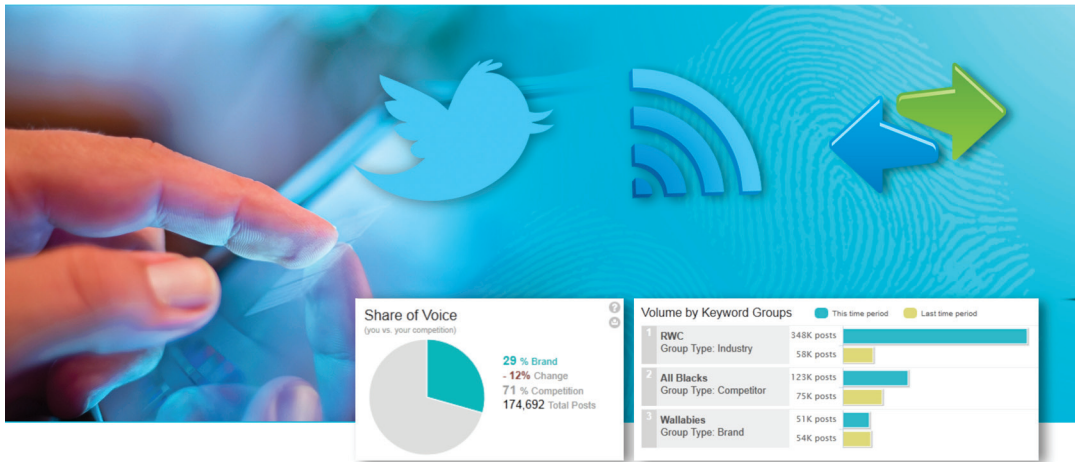 Share of Voice
(you vs. your competition)
29 % Brand
- 12% Change
71 % Competition
174,692 Total Posts
Volume by Keyword Groups
This time period
Last time period
1
RWC
Group Type: Industry
348K posts
58K posts
2
All Blacks
Group Type: Competitor
123K posts
75K posts
3
Wallabies
Group Type: Brand
51K posts
54K posts